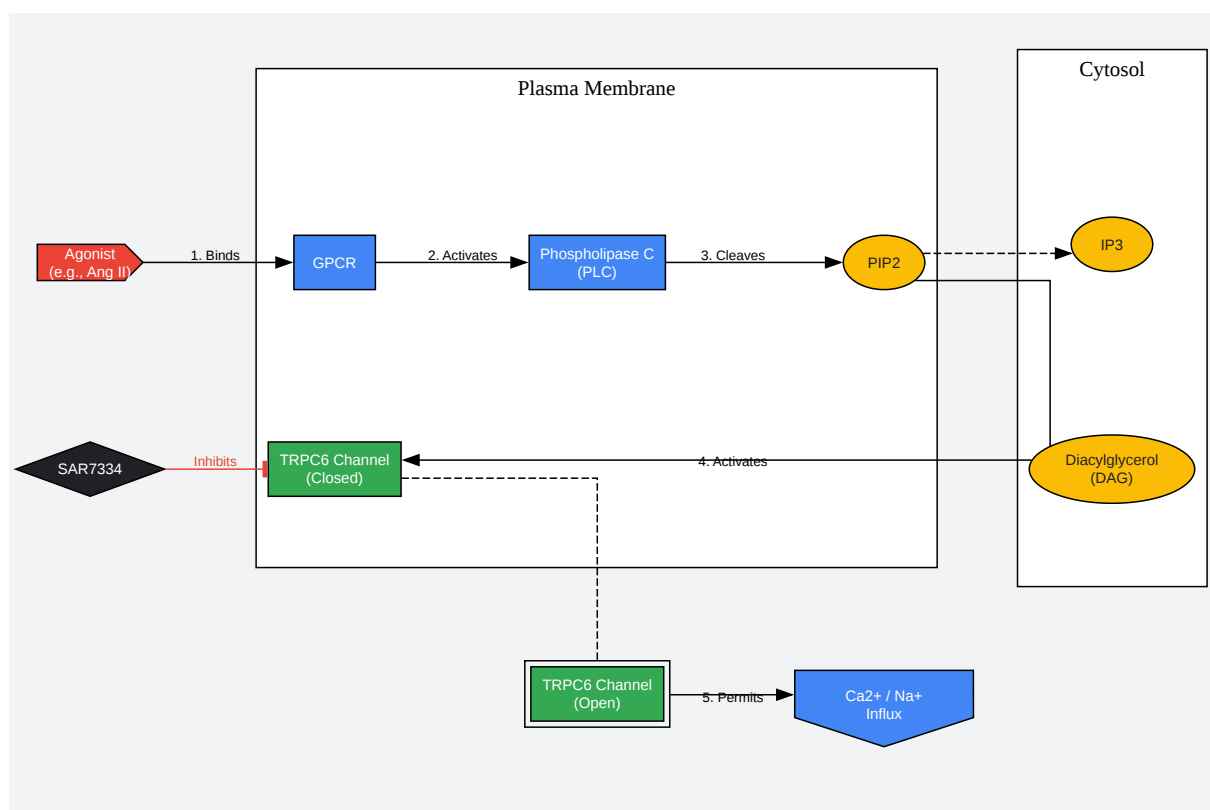 Plasma Membrane
Cytosol
Agonist
(e.g., Ang II)
1. Binds
GPCR
2. Activates
Phospholipase C
(PLC)
3. Cleaves
PIP2
IP3
SAR7334
Inhibits
TRPC6 Channel
(Closed)
4. Activates
Diacylglycerol
(DAG)
TRPC6 Channel
(Open)
5. Permits
Ca2+ / Na+
Influx